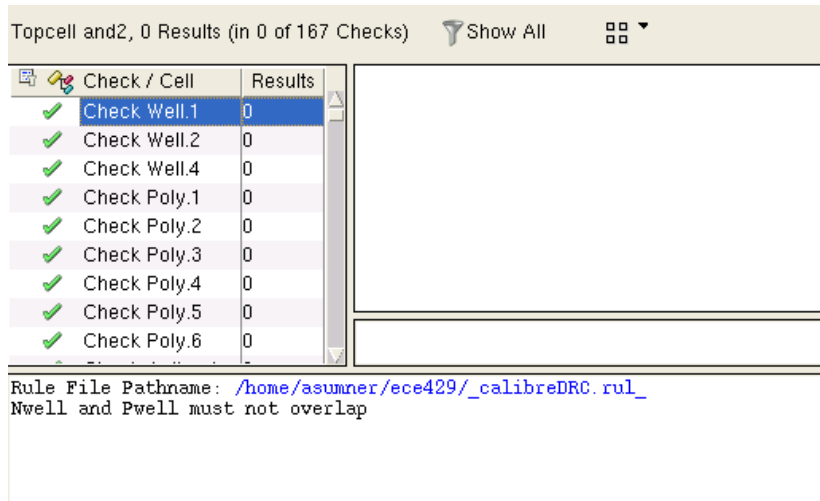 Topcell and2, 0 Results (in 0 of 167 Checks) Show All
Check / Cell Results
Check Well.1 0
Check Well.2 0
Check Well.4 0
Check Poly.1 0
Check Poly.2 0
Check Poly.3 0
Check Poly.4 0
Check Poly.5 0
Check Poly.6 0
Rule File Pathname: /home/asumner/ece429/_calibreDRC.rul_
Nwell and Pwell must not overlap